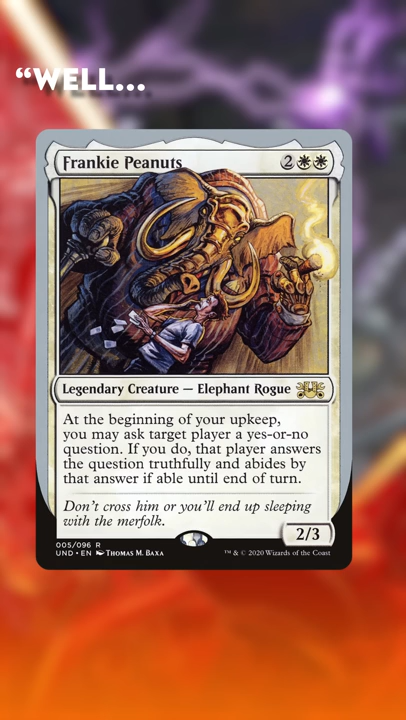 “WELL...
Frankie Peanuts 2
Legendary Creature — Elephant Rogue
At the beginning of your upkeep,
you may ask target player a yes-or-no
question. If you do, that player answers
the question truthfully and abides by
that answer if able until end of turn.
Don't cross him or you'll end up sleeping
with the merfolk.
2/3
005/096 R
UND • EN Thomas M. Baxa
™ & © 2020 Wizards of the Coast